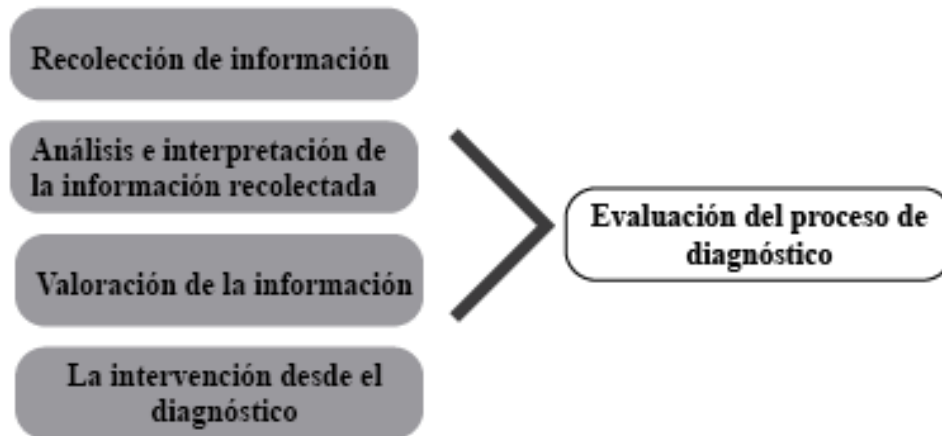 Recolección de información
Análisis e interpretación de
la información recolectada
Valoración de la información
La intervención desde el
diagnóstico
Evaluación del proceso de
diagnóstico